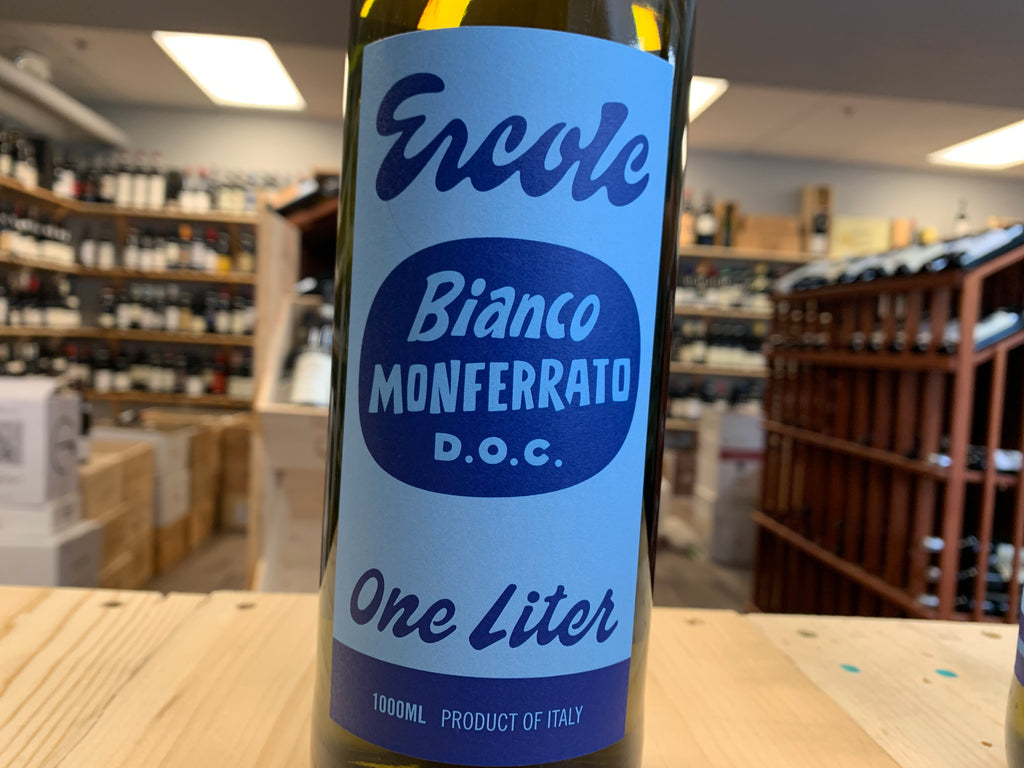 Ercole
Bianco
MONFERRATO
D.O.C.
One Liter
1000ML PRODUCT OF ITALY